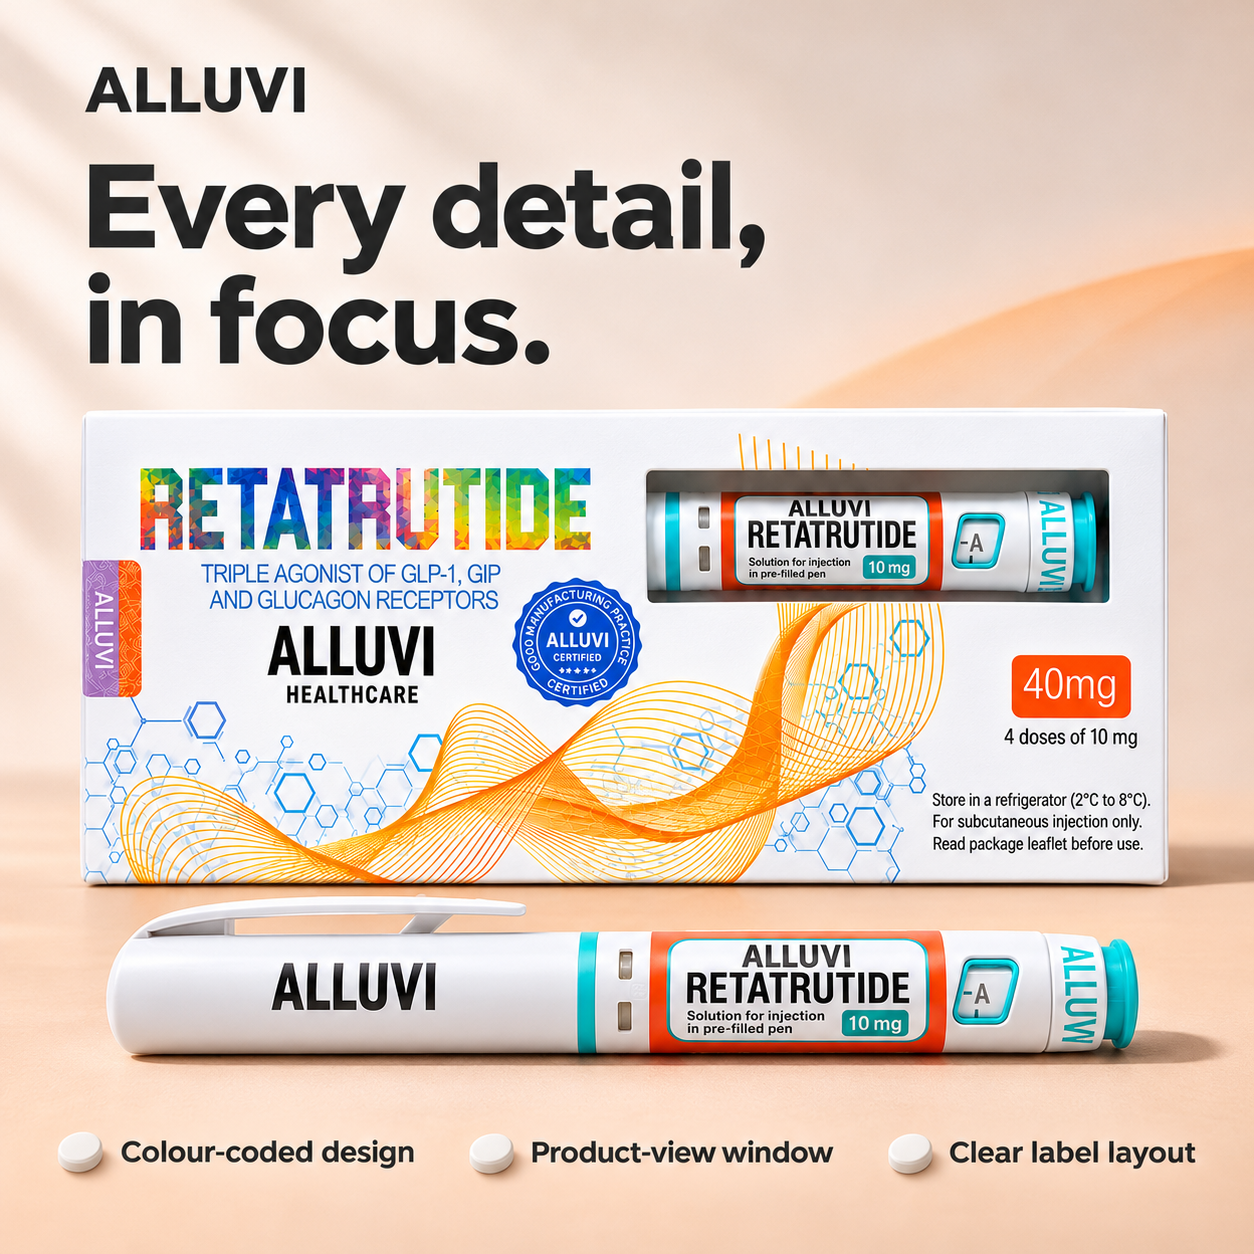 ALLUVI
Every detail,
in focus.
RETATRUTIDE
TRIPLE AGONIST OF GLP-1, GIP
AND GLUCAGON RECEPTORS
ALLUVI
HEALTHCARE
ALLUVI
GOOD MANUFACTURING PRACTICE
ALLUVI
CERTIFIED
CERTIFIED
ALLUVI
RETATRUTIDE
Solution for injection
in pre-filled pen
10 mg
-A
ALLUVI
40mg
4 doses of 10 mg
Store in a refrigerator (2°C to 8°C).
For subcutaneous injection only.
Read package leaflet before use.
ALLUVI
ALLUVI
RETATRUTIDE
Solution for injection
in pre-filled pen
10 mg
-A
ALLUVI
Colour-coded design
Product-view window
Clear label layout